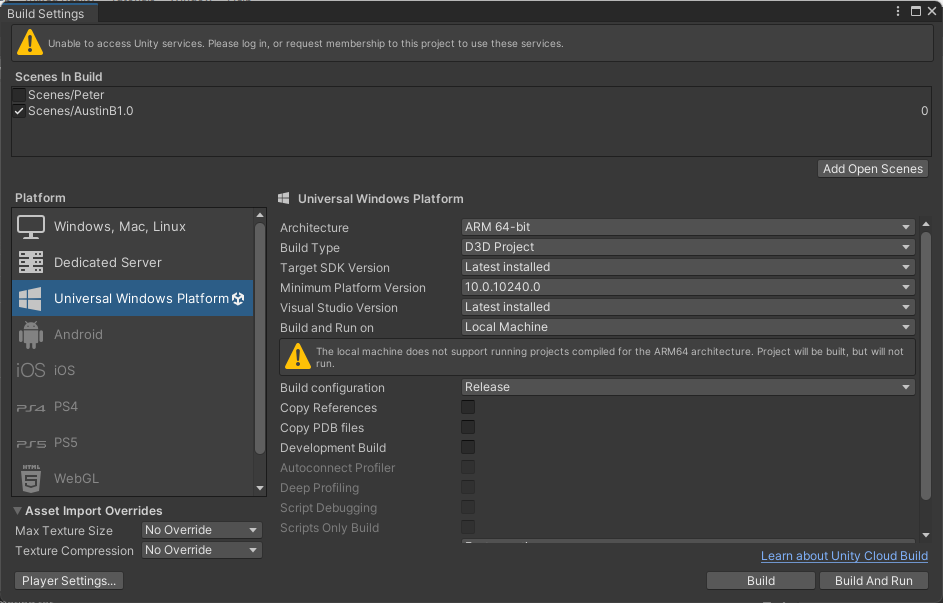 Build Settings
Unable to access Unity services. Please log in, or request membership to this project to use these services.
Scenes In Build
Scenes/Peter
Scenes/AustinB1.0 0
Add Open Scenes
Platform
Windows, Mac, Linux
Dedicated Server
Universal Windows Platform
Android
iOS iOS
PS4 PS4
PS5 PS5
HTML 5 WebGL
Universal Windows Platform
Architecture ARM 64-bit
Build Type D3D Project
Target SDK Version Latest installed
Minimum Platform Version 10.0.10240.0
Visual Studio Version Latest installed
Build and Run on Local Machine
The local machine does not support running projects compiled for the ARM64 architecture. Project will be built, but will not
run.
Build configuration Release
Copy References
Copy PDB files
Development Build
Autoconnect Profiler
Deep Profiling
Script Debugging
Scripts Only Build
Asset Import Overrides
Max Texture Size No Override
Texture Compression No Override
Learn about Unity Cloud Build
Player Settings...
Build
Build And Run